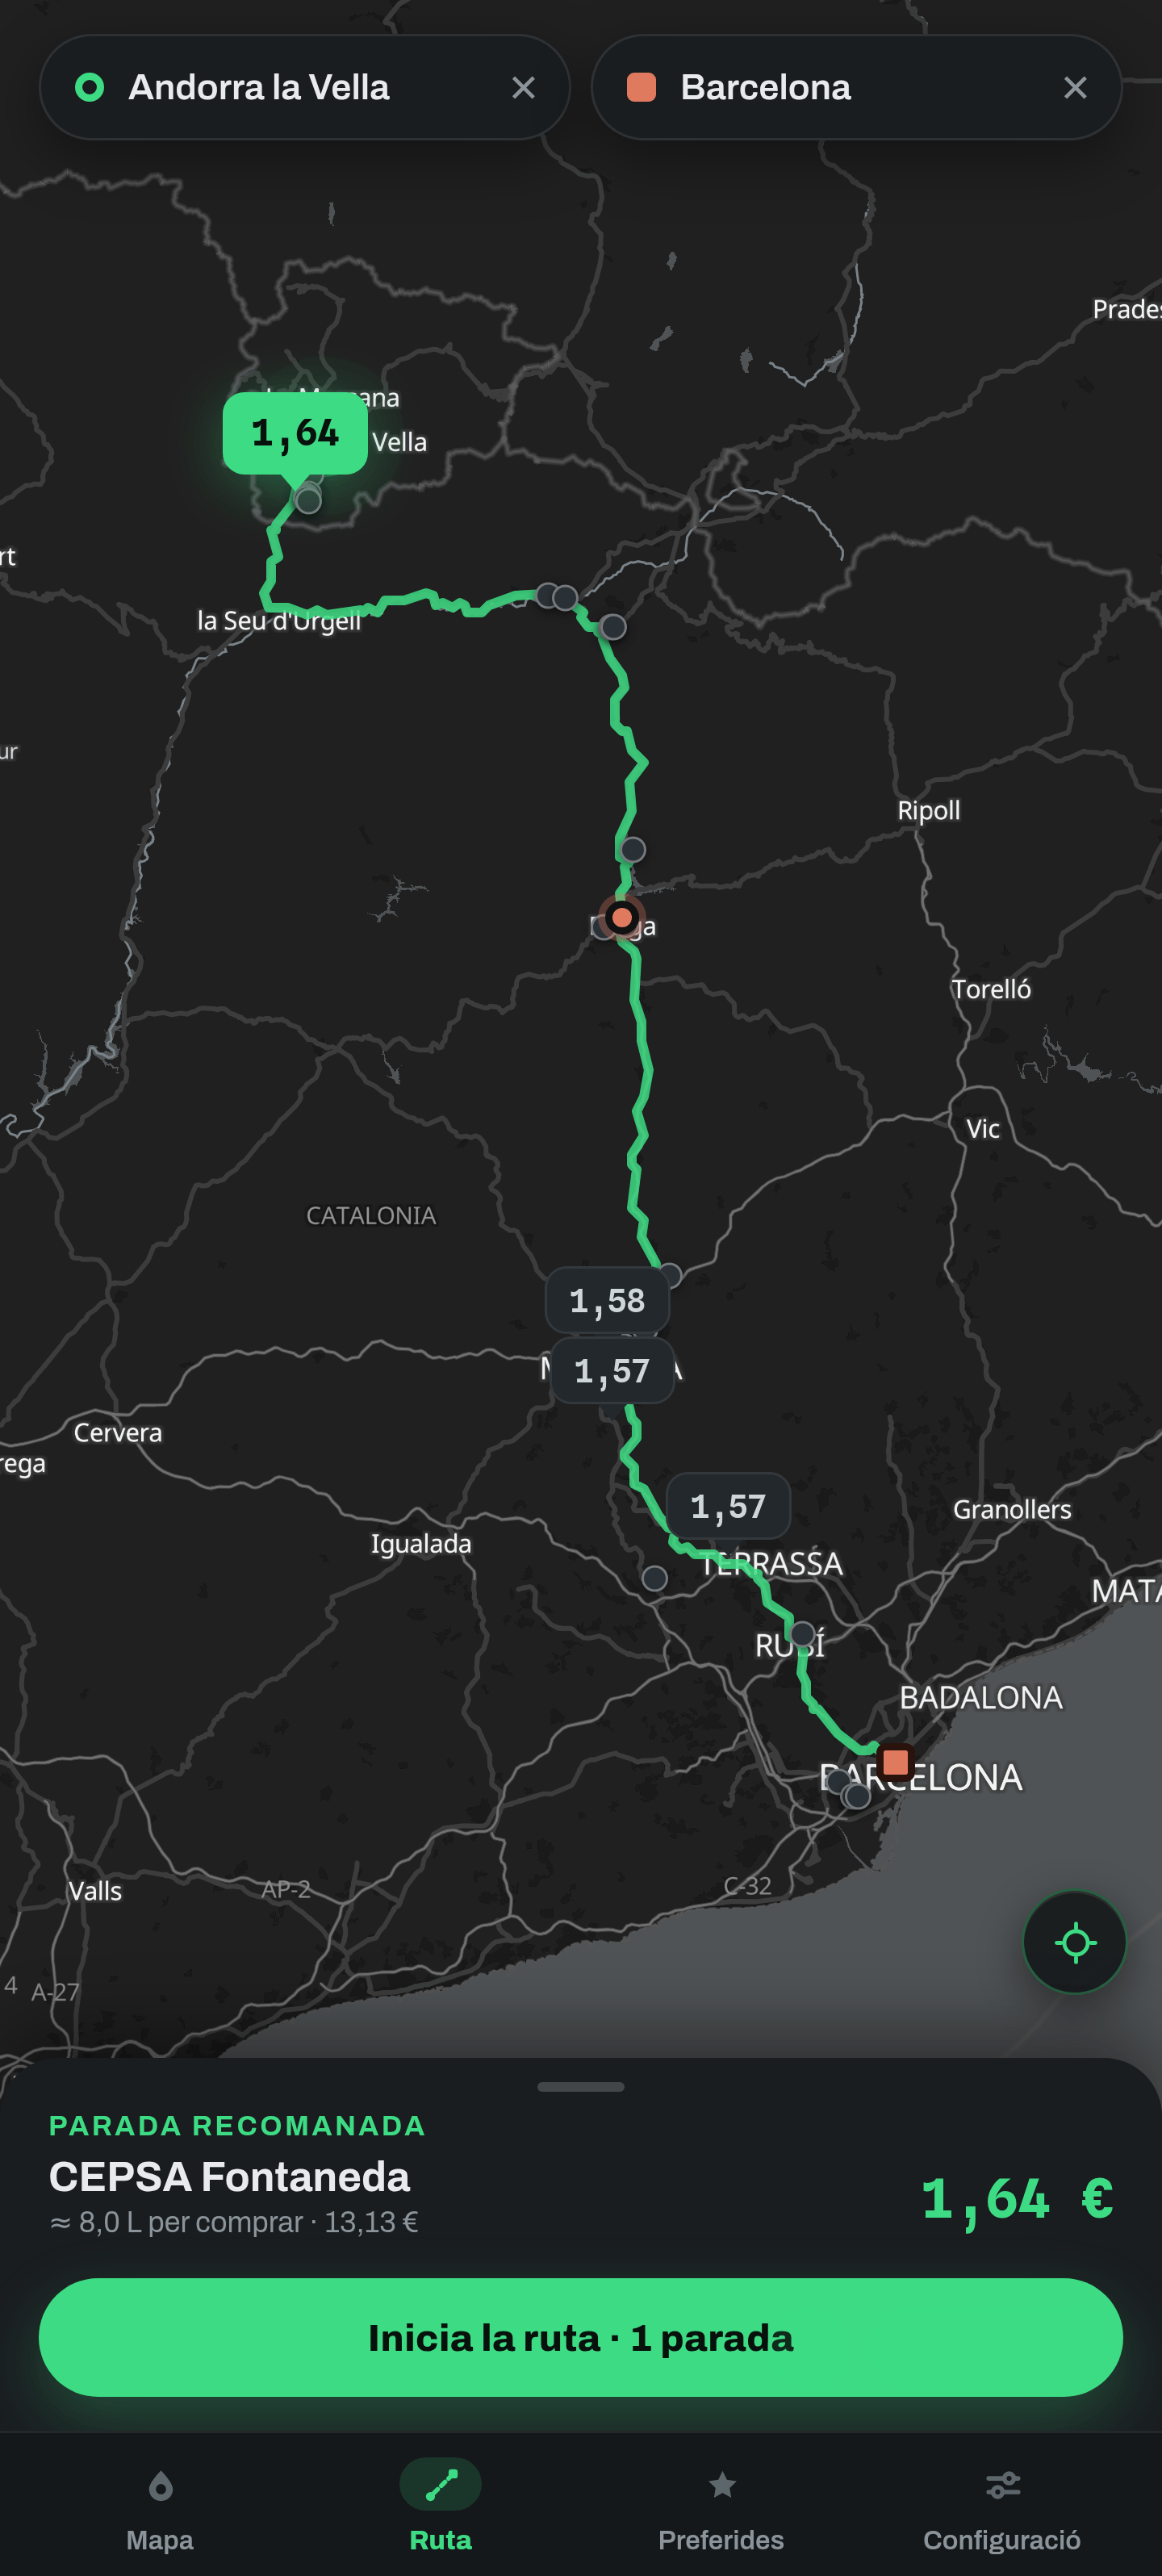 Andorra la Vella
Barcelona
1,64
Vella
la Seu d'Urgell
Ripoll
Torelló
Vic
CATALONIA
1,58
1,57
Cervera
1,57
Granollers
Igualada
TERRASSA
BADALONA
BARCELONA
Valls
AP-2
C-32
4
A-27
PARADA RECOMANADA
CEPSA Fontaneda
≈ 8,0 L per comprar · 13,13 €
1,64 €
Inicia la ruta · 1 parada
Mapa
Ruta
Preferides
Configuració